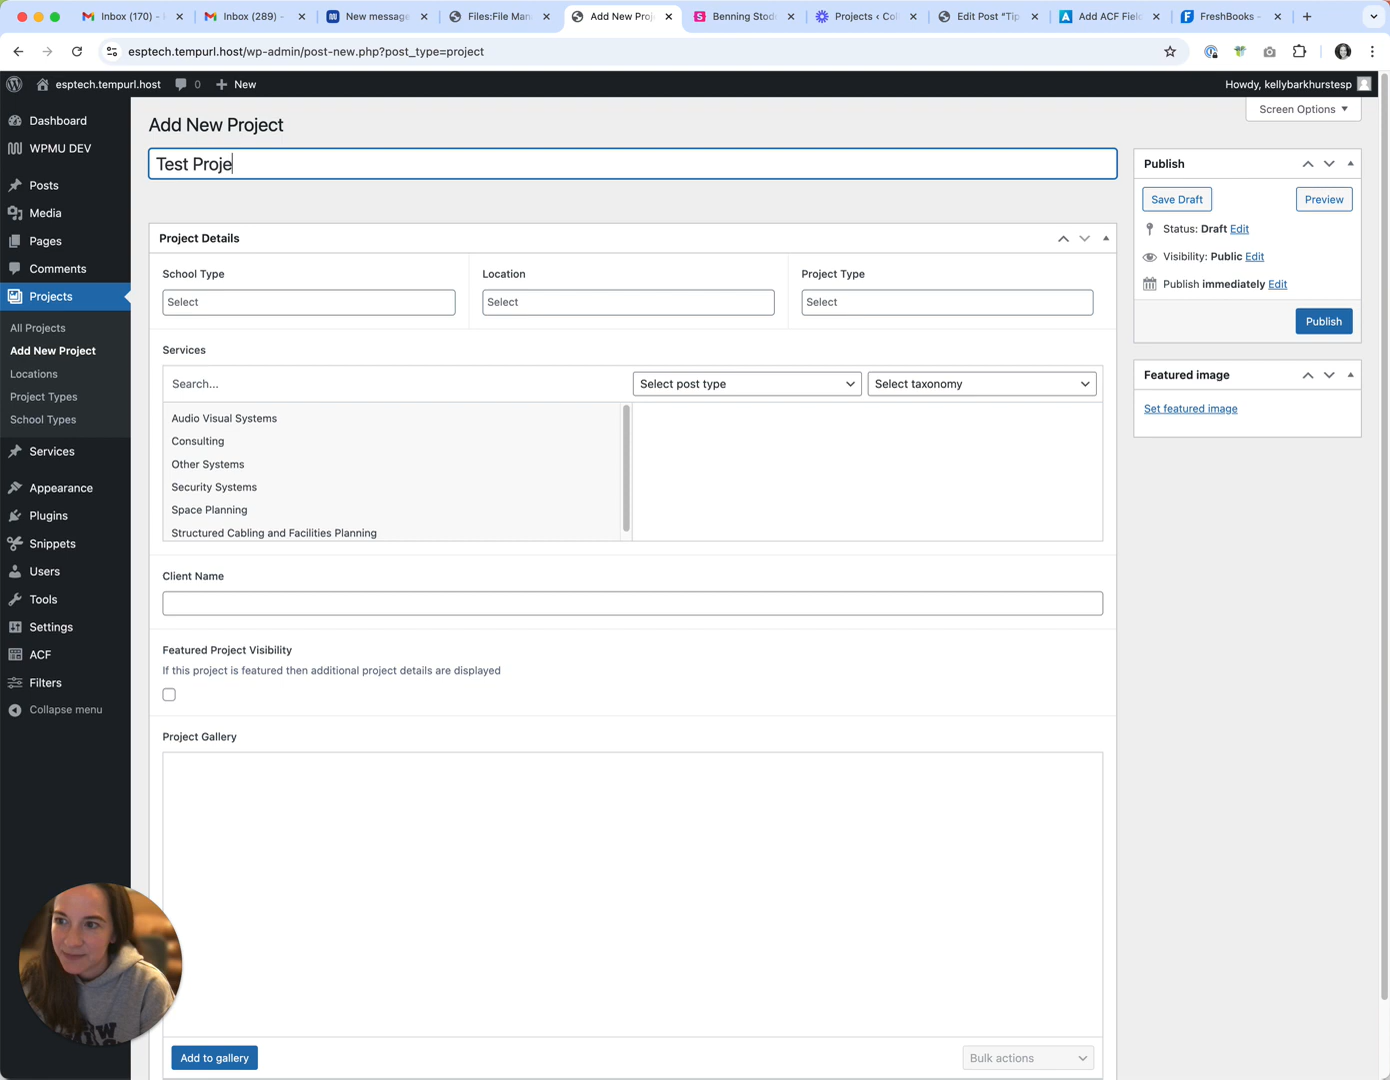 Inbox (170) -
Inbox (289) -
New message
Files:File Man
Add New Proj
Benning Stod
Projects ‹ Col
Edit Post “Tip
Add ACF Field
FreshBooks -
esptech.tempurl.host/wp-admin/post-new.php?post_type=project
esptech.tempurl.host
0
New
Howdy, kellybarkhurstesp
Screen Options
Dashboard
WPMU DEV
Posts
Media
Pages
Comments
Projects
All Projects
Add New Project
Locations
Project Types
School Types
Services
Appearance
Plugins
Snippets
Users
Tools
Settings
ACF
Filters
Collapse menu
Add New Project
Test Proje
Project Details
School Type
Location
Project Type
Select
Select
Select
Services
Search...
Select post type
Select taxonomy
Audio Visual Systems
Consulting
Other Systems
Security Systems
Space Planning
Structured Cabling and Facilities Planning
Client Name
Featured Project Visibility
If this project is featured then additional project details are displayed
Project Gallery
Add to gallery
Bulk actions
Publish
Save Draft
Preview
Status: Draft Edit
Visibility: Public Edit
Publish immediately Edit
Publish
Featured image
Set featured image